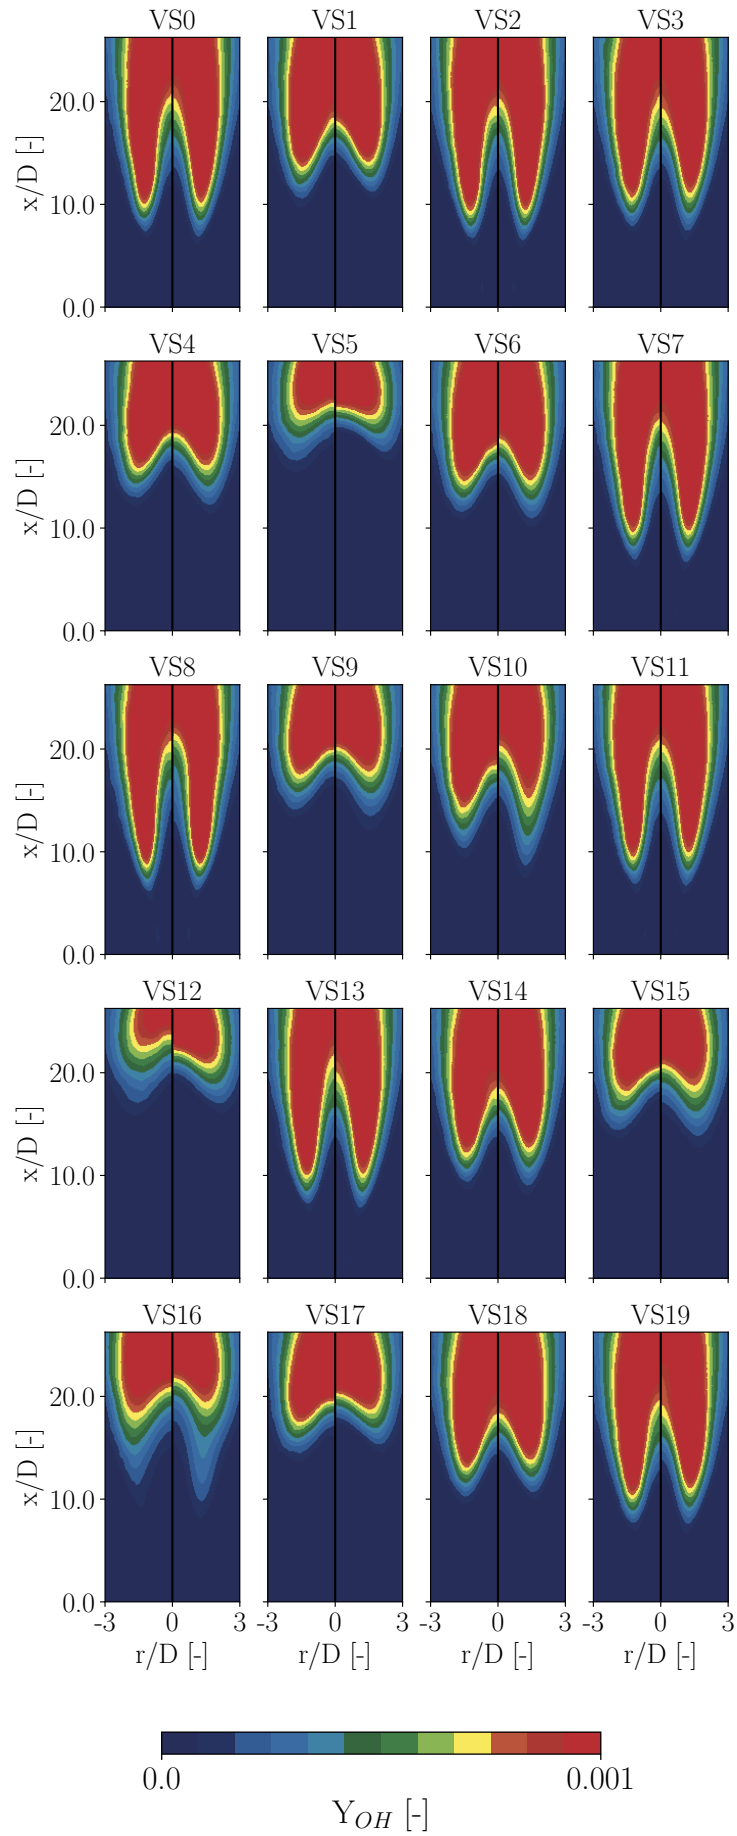 VS0 VS1 VS2 VS3
20.0
x/D [-]
10.0
0.0
VS4 VS5 VS6 VS7
20.0
x/D [-]
10.0
0.0
VS8 VS9 VS10 VS11
20.0
x/D [-]
10.0
0.0
VS12 VS13 VS14 VS15
20.0
x/D [-]
10.0
0.0
VS16 VS17 VS18 VS19
20.0
x/D [-]
10.0
0.0
-3 0 3 -3 0 3 -3 0 3 -3 0 3
r/D [-] r/D [-] r/D [-] r/D [-]
0.0 0.001
Y_{OH} [-]